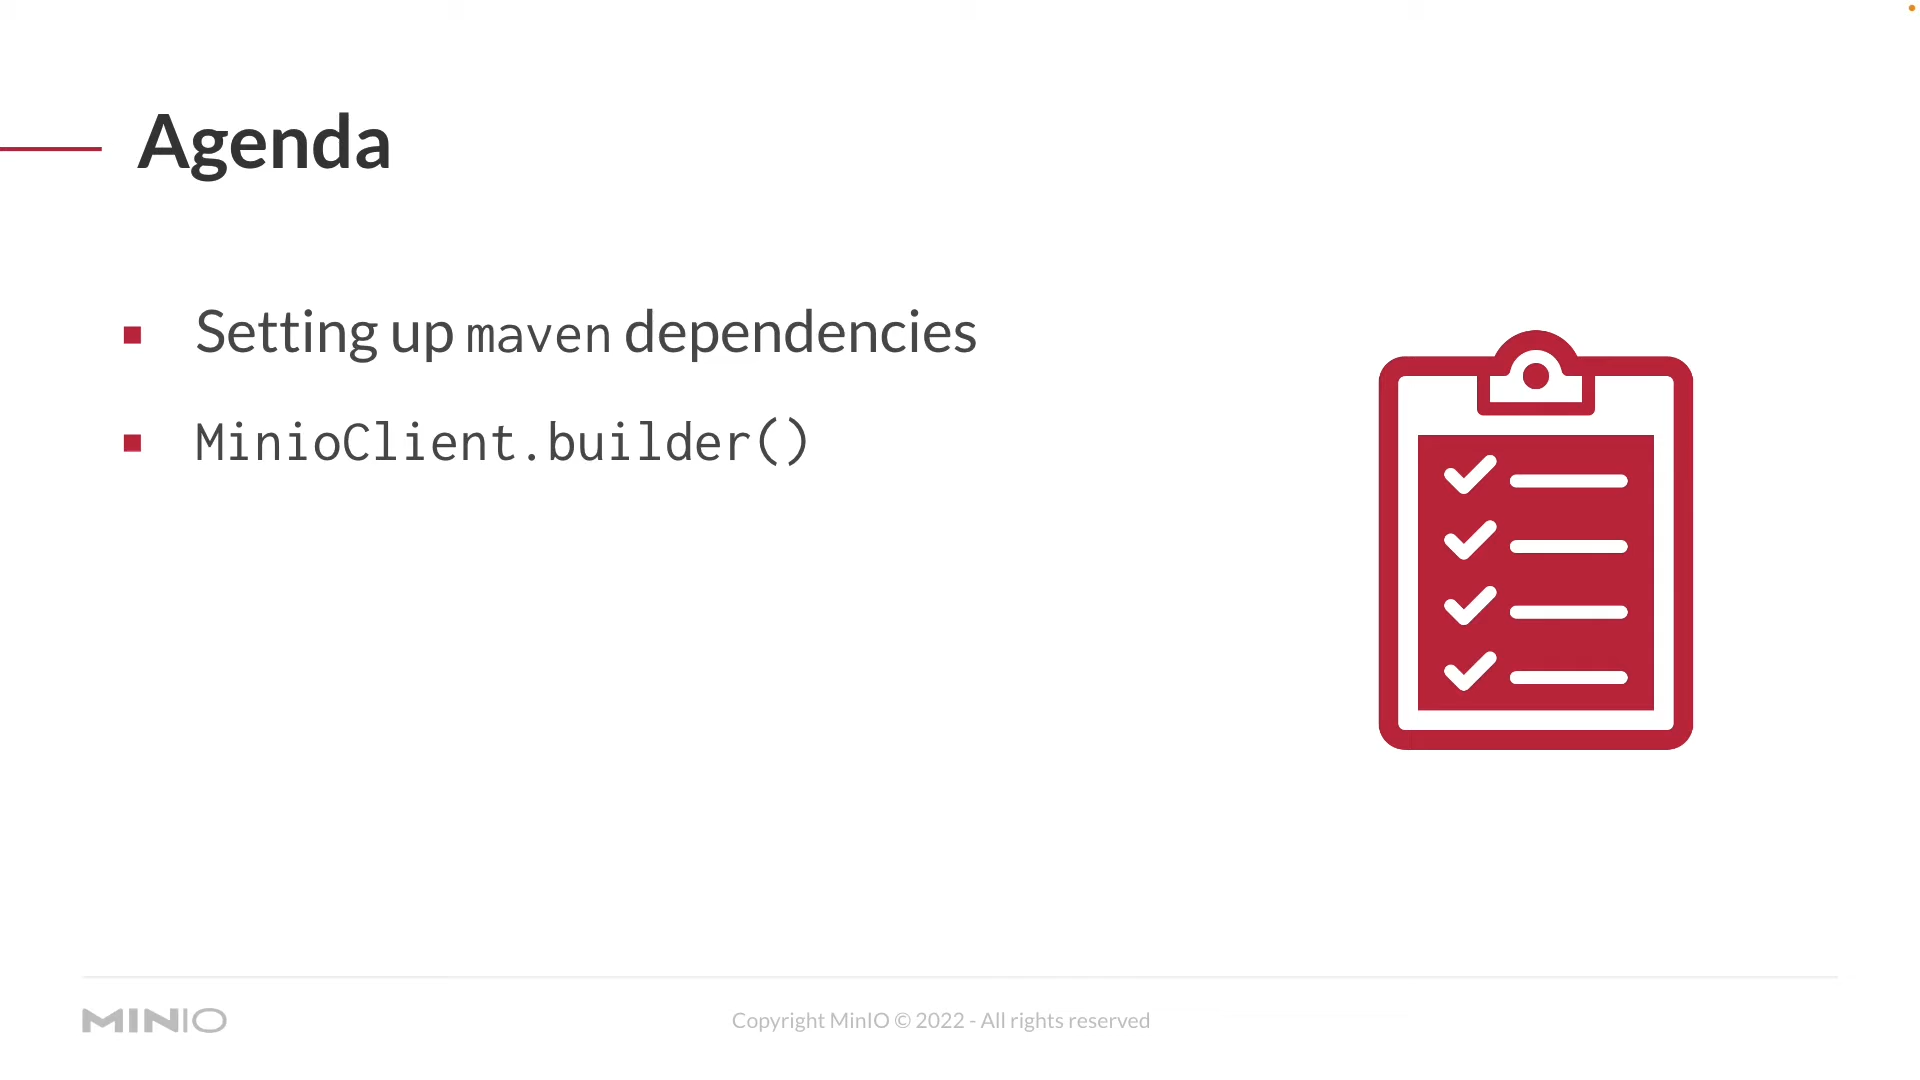 Agenda
Setting up maven dependencies
MinioClient.builder()
MINIO
Copyright MinIO © 2022 - All rights reserved